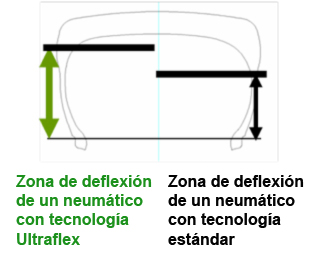 Zona de deflexión
de un neumático
con tecnología
Ultraflex
Zona de deflexión
de un neumático
con tecnología
estándar